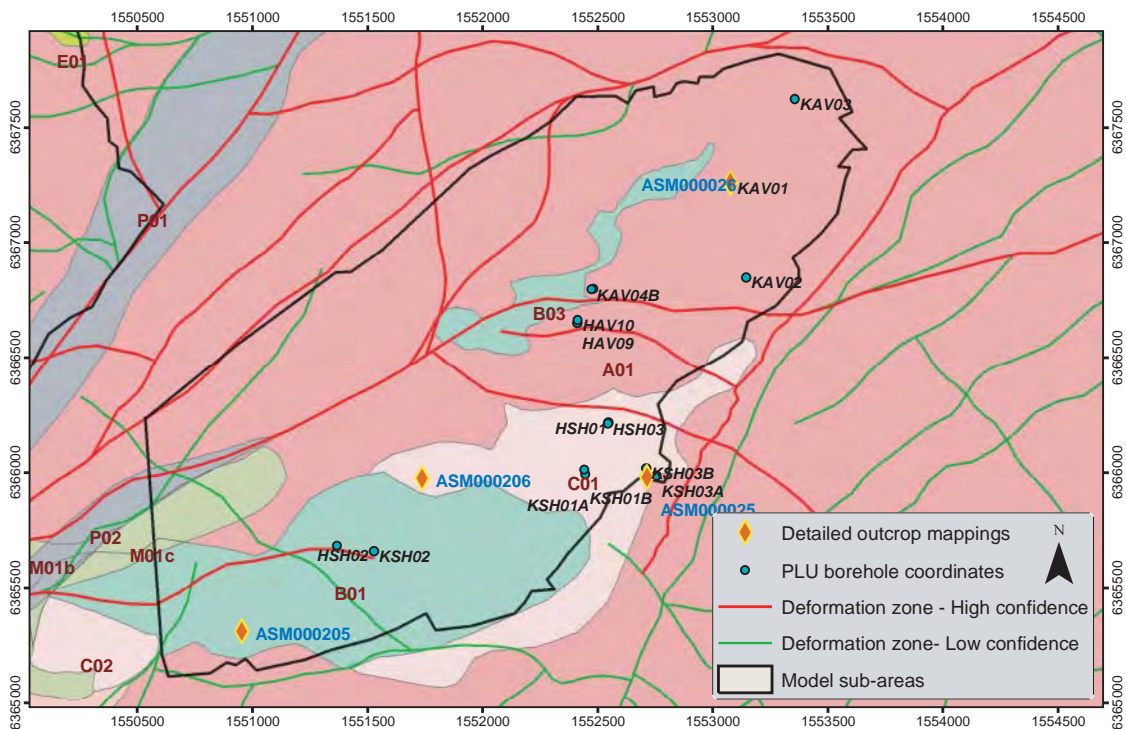 1550500 1551000 1551500 1552000 1552500 1553000 1553500 1554000 1554500
E01
KAV03
6367500 6367500
ASM000026 KAV01
P01
6367000 6367000
KAV02
KAV04B
B03
HAV10
HAV09
6366500 6366500
A01
HSH01 HSH03
6366000 6366000
ASM000206
C01
KSH03B
KSH01A KSH01B KSH03A
ASM000025
P02
M01c
M01b
HSH02 KSH02
6365500 6365500
B01
ASM000205
C02
6365000 6365000
Detailed outcrop mappings
N
PLU borehole coordinates
Deformation zone - High confidence
Deformation zone- Low confidence
Model sub-areas
1550500 1551000 1551500 1552000 1552500 1553000 1553500 1554000 1554500